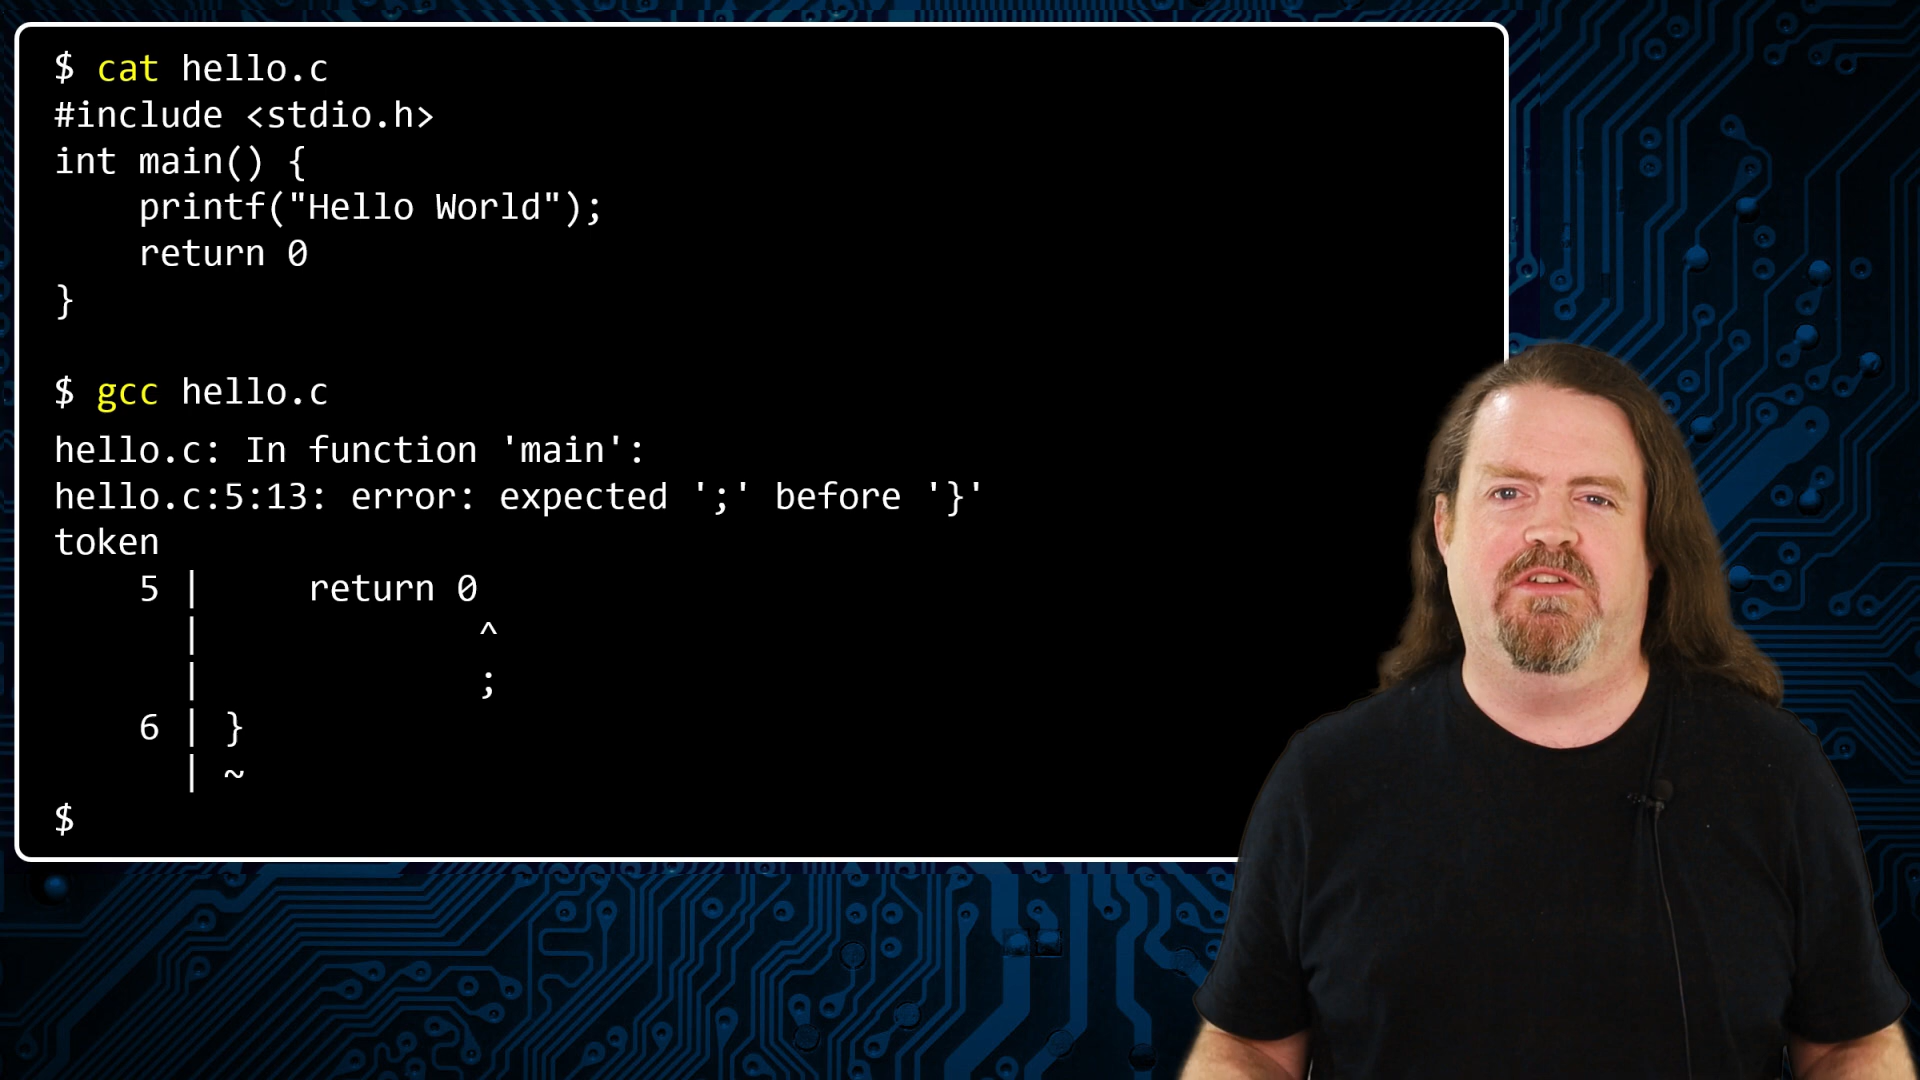 $ cat hello.c
#include <stdio.h>
int main() {
    printf("Hello World");
    return 0
}
$ gcc hello.c
hello.c: In function 'main':
hello.c:5:13: error: expected ';' before '}'
token
    5 |     return 0
      |             ^
      |             ;
    6 | }
      | ~
$